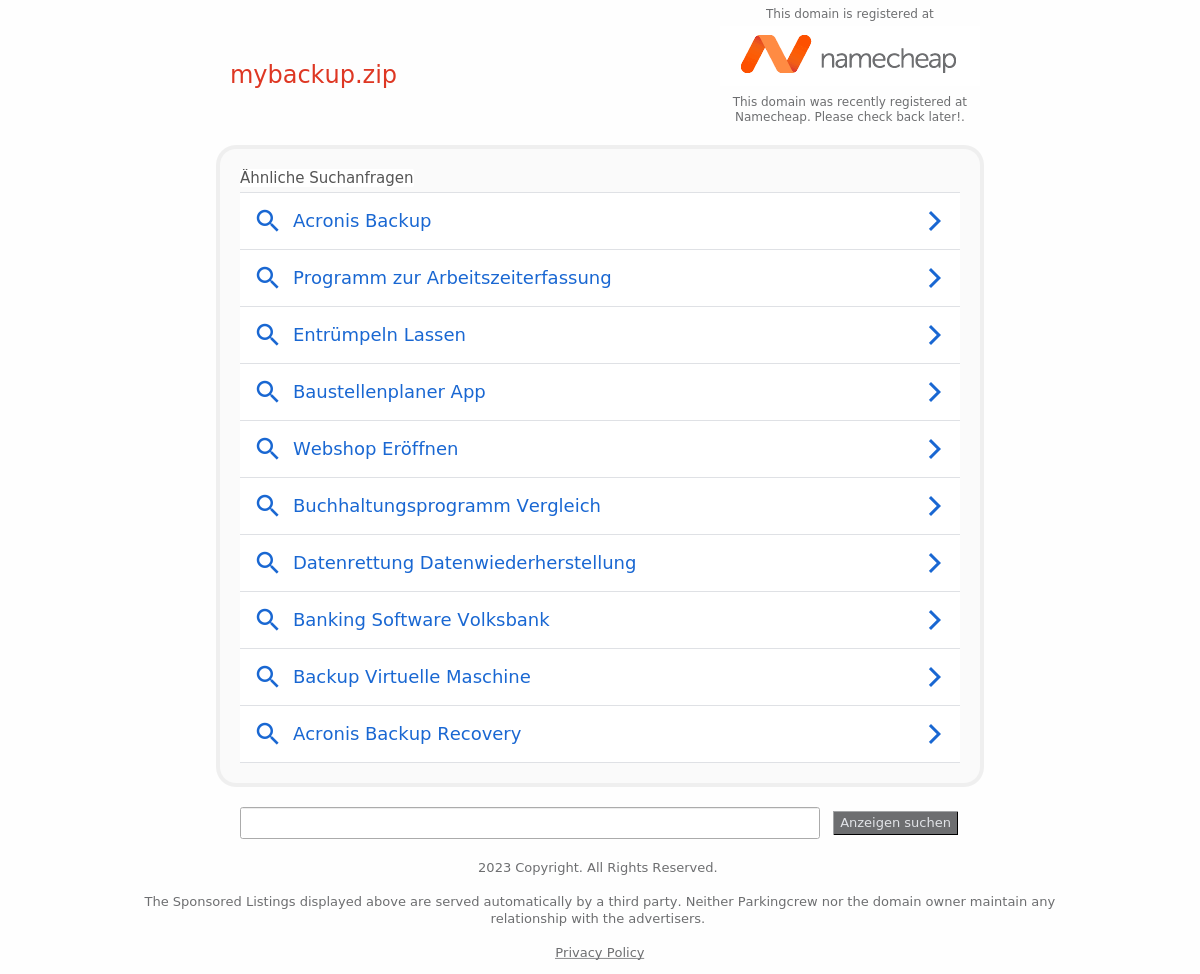 This domain is registered at
namecheap
mybackup.zip
This domain was recently registered at
Namecheap. Please check back later!.
Ähnliche Suchanfragen
Acronis Backup
Programm zur Arbeitszeiterfassung
Entrümpeln Lassen
Baustellenplaner App
Webshop Eröffnen
Buchhaltungsprogramm Vergleich
Datenrettung Datenwiederherstellung
Banking Software Volksbank
Backup Virtuelle Maschine
Acronis Backup Recovery
Anzeigen suchen
2023 Copyright. All Rights Reserved.
The Sponsored Listings displayed above are served automatically by a third party. Neither Parkingcrew nor the domain owner maintain any
relationship with the advertisers.
Privacy Policy